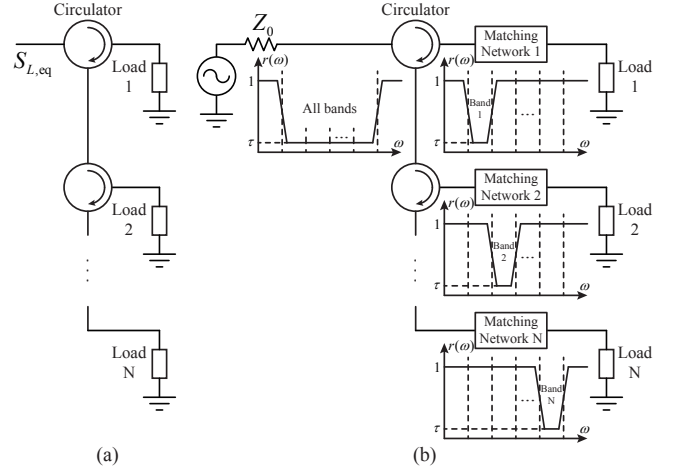 Circulator
S_L,eq
Load
1
Load
2
⋮
Load
N
(a)
Z_0
Circulator
Matching
Network 1
Load
1
r(ω)
1
All bands
...
τ
ω
r(ω)
1
Band
1
...
τ
ω
Matching
Network 2
Load
2
r(ω)
1
Band
2
...
τ
ω
⋮
Matching
Network N
Load
N
r(ω)
1
Band
N
...
τ
ω
(b)